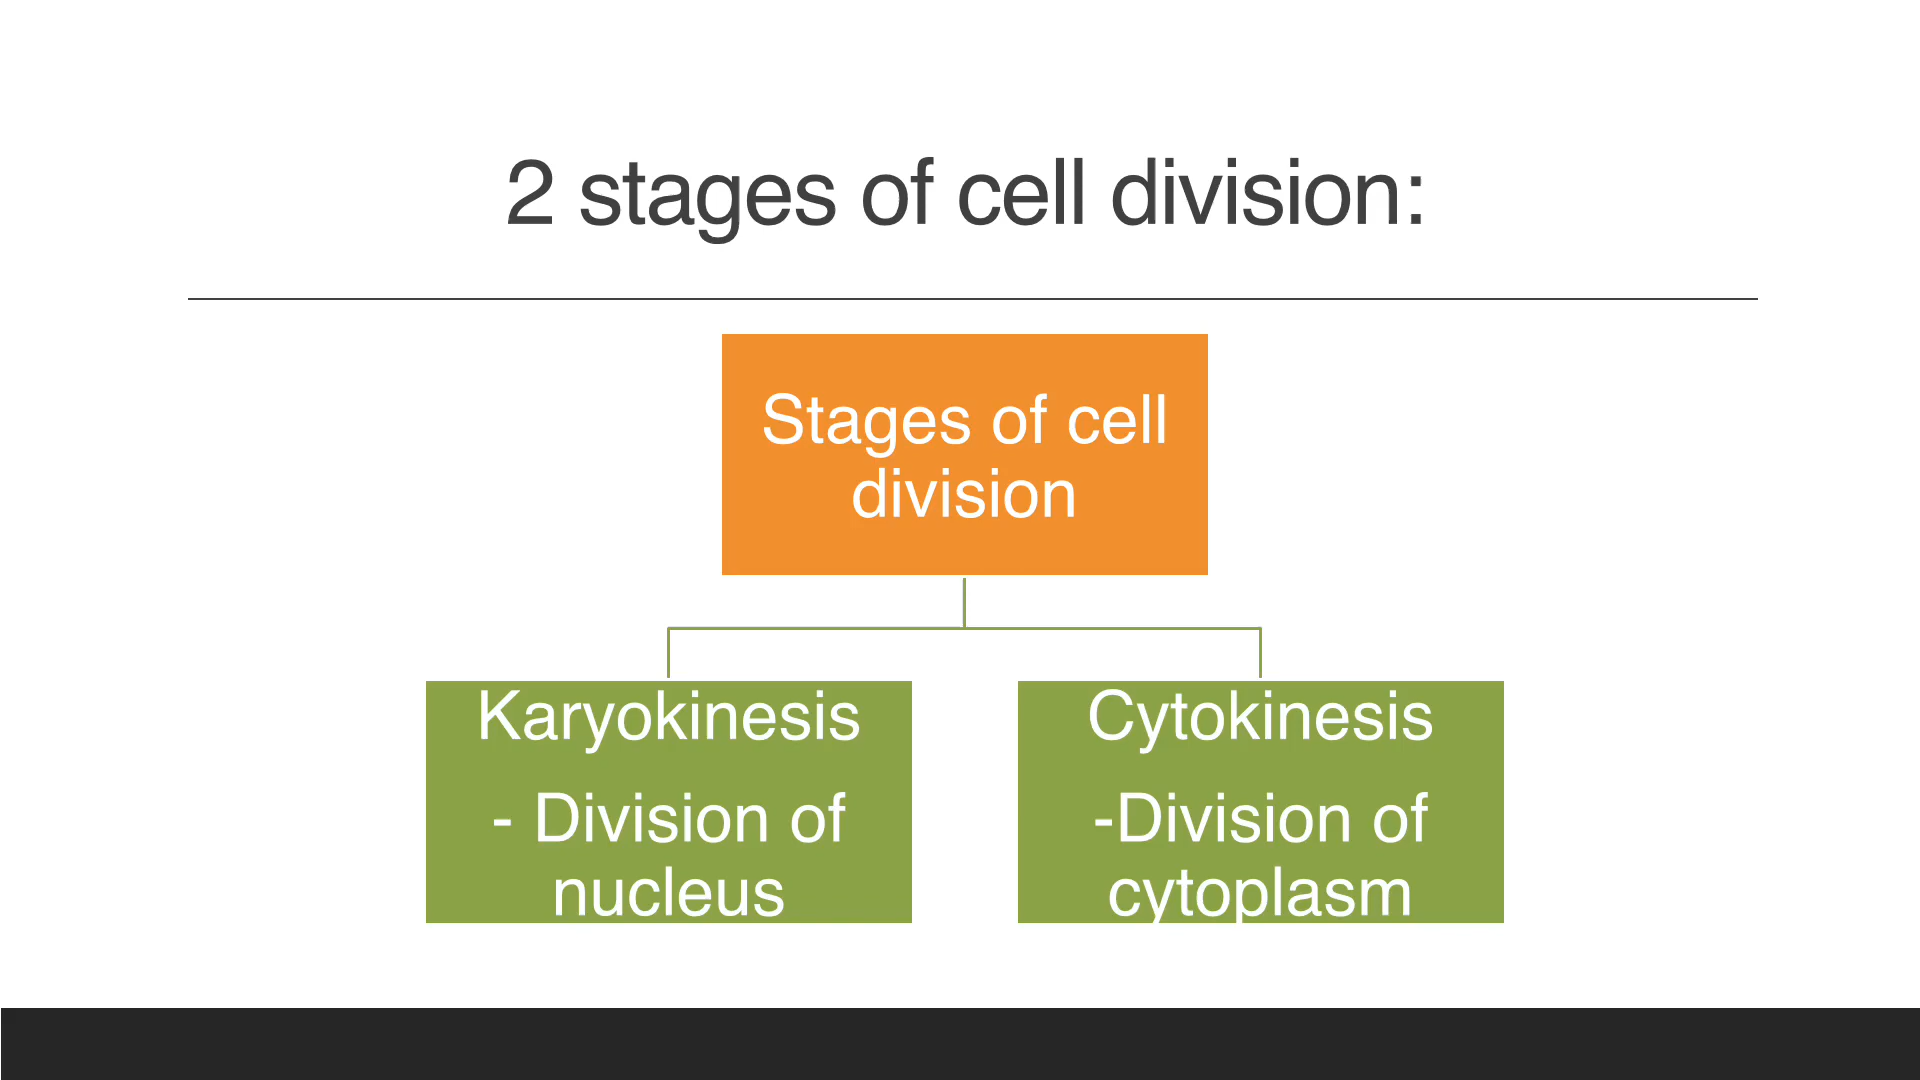 2 stages of cell division:
Stages of cell
division
Karyokinesis
- Division of
nucleus
Cytokinesis
-Division of
cytoplasm